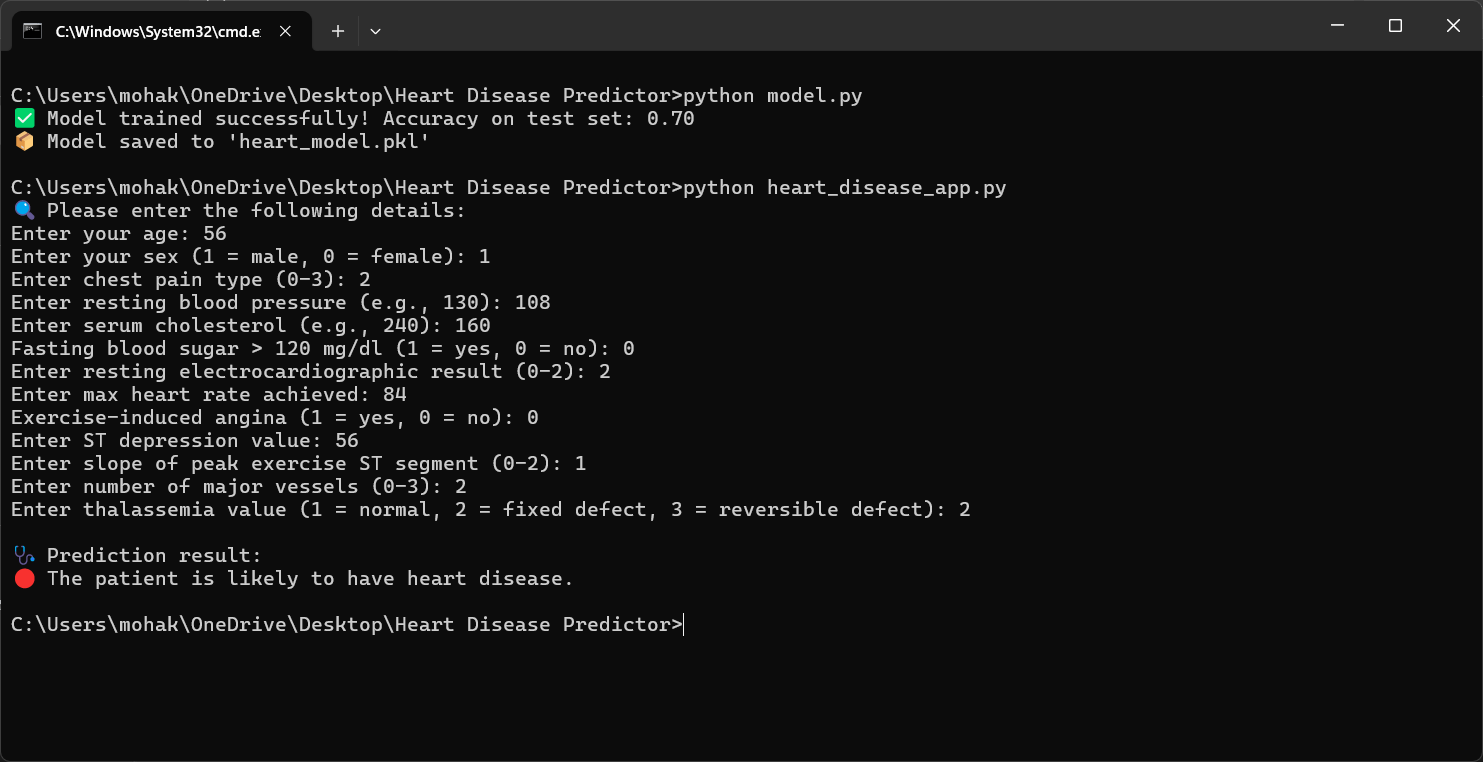 C:\Windows\System32\cmd.e
C:\Users\mohak\OneDrive\Desktop\Heart Disease Predictor>python model.py
✅ Model trained successfully! Accuracy on test set: 0.70
📦 Model saved to 'heart_model.pkl'
C:\Users\mohak\OneDrive\Desktop\Heart Disease Predictor>python heart_disease_app.py
🔍 Please enter the following details:
Enter your age: 56
Enter your sex (1 = male, 0 = female): 1
Enter chest pain type (0-3): 2
Enter resting blood pressure (e.g., 130): 108
Enter serum cholesterol (e.g., 240): 160
Fasting blood sugar > 120 mg/dl (1 = yes, 0 = no): 0
Enter resting electrocardiographic result (0-2): 2
Enter max heart rate achieved: 84
Exercise-induced angina (1 = yes, 0 = no): 0
Enter ST depression value: 56
Enter slope of peak exercise ST segment (0-2): 1
Enter number of major vessels (0-3): 2
Enter thalassemia value (1 = normal, 2 = fixed defect, 3 = reversible defect): 2
🩺 Prediction result:
🔴 The patient is likely to have heart disease.
C:\Users\mohak\OneDrive\Desktop\Heart Disease Predictor>